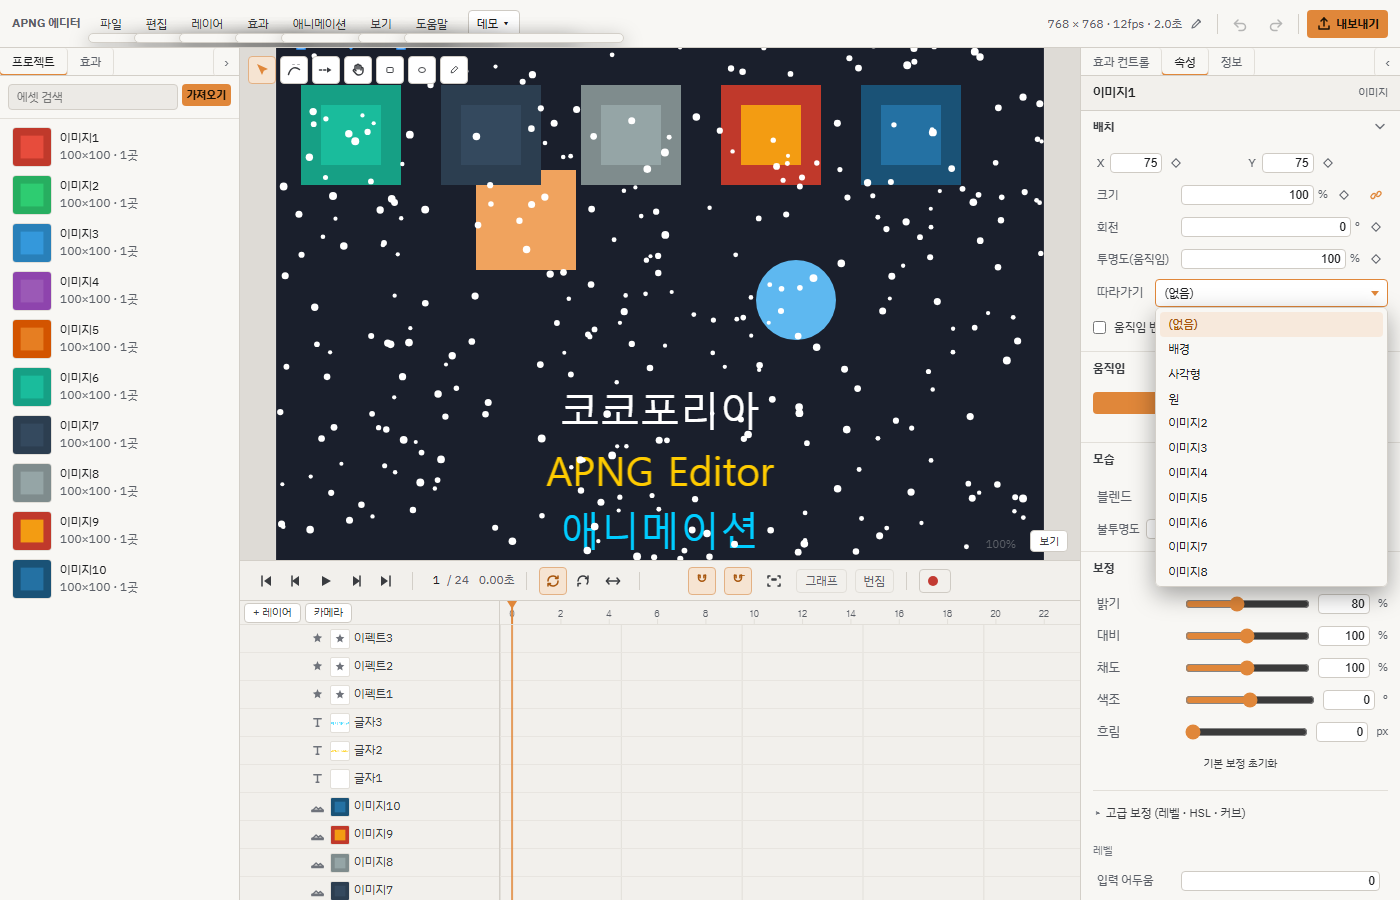 APNG 에디터
파일
편집
레이어
효과
애니메이션
보기
도움말
데모
768 × 768 · 12fps · 2.0초
내보내기
프로젝트
효과
에셋 검색
가져오기
이미지1
100×100 · 1곳
이미지2
100×100 · 1곳
이미지3
100×100 · 1곳
이미지4
100×100 · 1곳
이미지5
100×100 · 1곳
이미지6
100×100 · 1곳
이미지7
100×100 · 1곳
이미지8
100×100 · 1곳
이미지9
100×100 · 1곳
이미지10
100×100 · 1곳
코코포리아
APNG Editor
애니메이션
100%
보기
1 / 24 0.00초
그래프
번짐
+ 레이어
카메라
0 2 4 6 8 10 12 14 16 18 20 22
이펙트3
이펙트2
이펙트1
글자3
글자2
글자1
이미지10
이미지9
이미지8
이미지7
효과 컨트롤
속성
정보
이미지1
이미지
배치
X 75
Y 75
크기 100 %
회전 0 °
투명도(움직임) 100 %
따라가기 (없음)
(없음)
배경
사각형
원
이미지2
이미지3
이미지4
이미지5
이미지6
이미지7
이미지8
움직임
움직임
모습
블렌드
불투명도
보정
밝기 80 %
대비 100 %
채도 100 %
색조 0 °
흐림 0 px
기본 보정 초기화
고급 보정 (레벨 · HSL · 커브)
레벨
입력 어두움 0